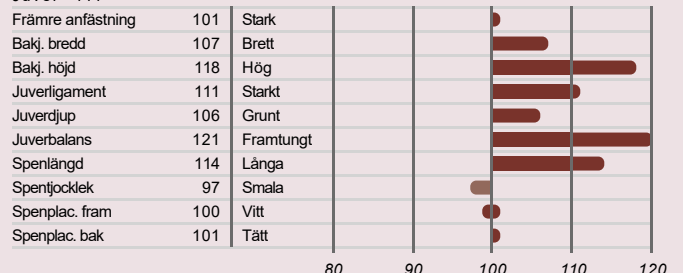 Främre anfästning 101 Stark
Bakj. bredd 107 Brett
Bakj. höjd 118 Hög
Juverligament 111 Starkt
Juverdjup 106 Grunt
Juverbalans 121 Framtungt
Spenlängd 114 Långa
Spentjocklek 97 Smala
Spenplac. fram 100 Vitt
Spenplac. bak 101 Tätt
80 90 100 110 120